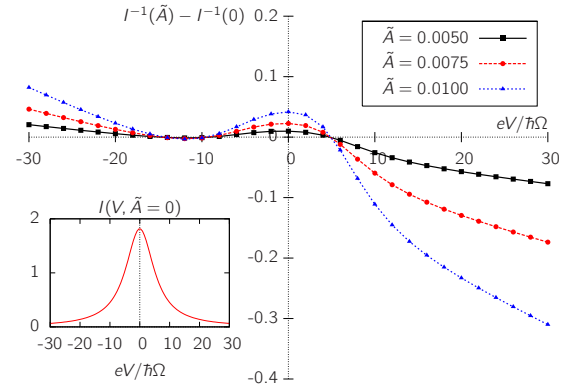 I⁻¹(Ã) − I⁻¹(0)
0.2
0.1
0
-0.1
-0.2
-0.3
-0.4
-30 -20 -10 0 10 20 30
eV/ℏΩ
Ã = 0.0050
Ã = 0.0075
Ã = 0.0100
I(V, Ã = 0)
2
1
0
-30 -20 -10 0 10 20 30
eV/ℏΩ